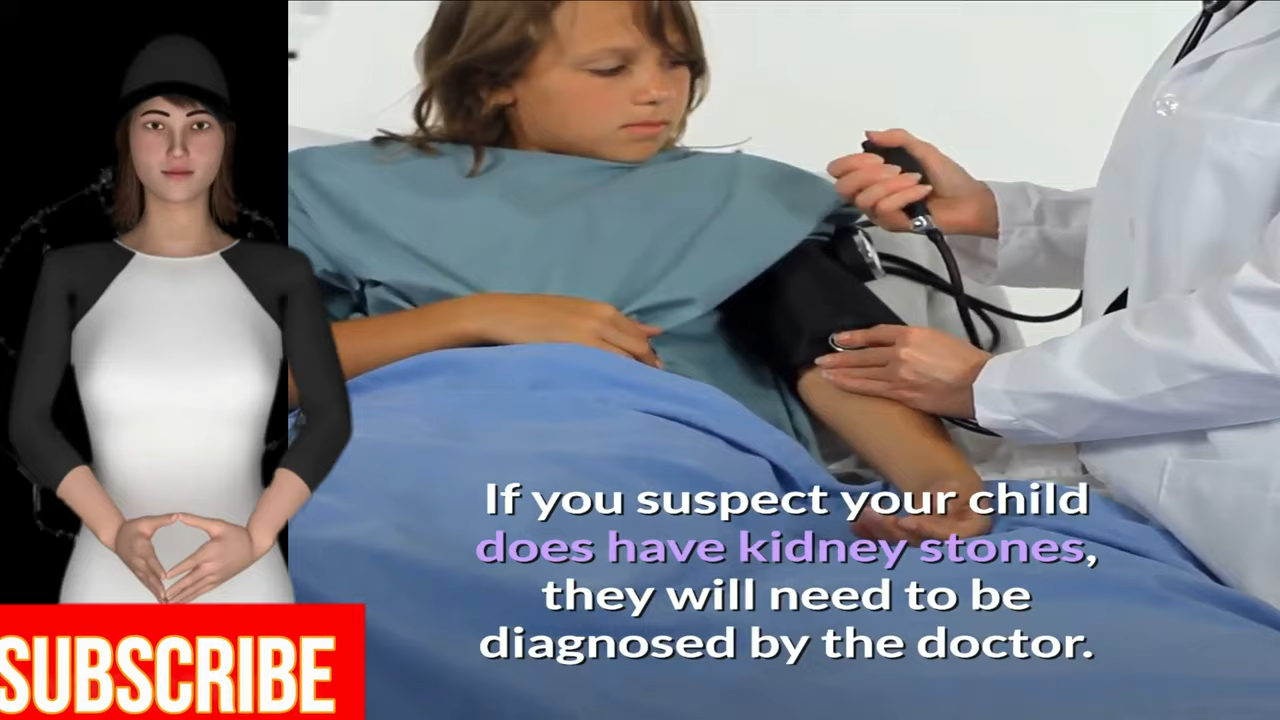 If you suspect your child
does have kidney stones,
they will need to be
diagnosed by the doctor.
SUBSCRIBE